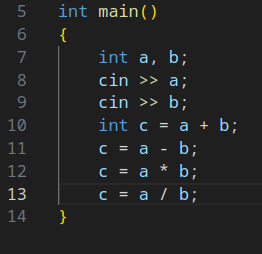 5 int main()
6 {
7     int a, b;
8     cin >> a;
9     cin >> b;
10     int c = a + b;
11     c = a - b;
12     c = a * b;
13     c = a / b;
14 }